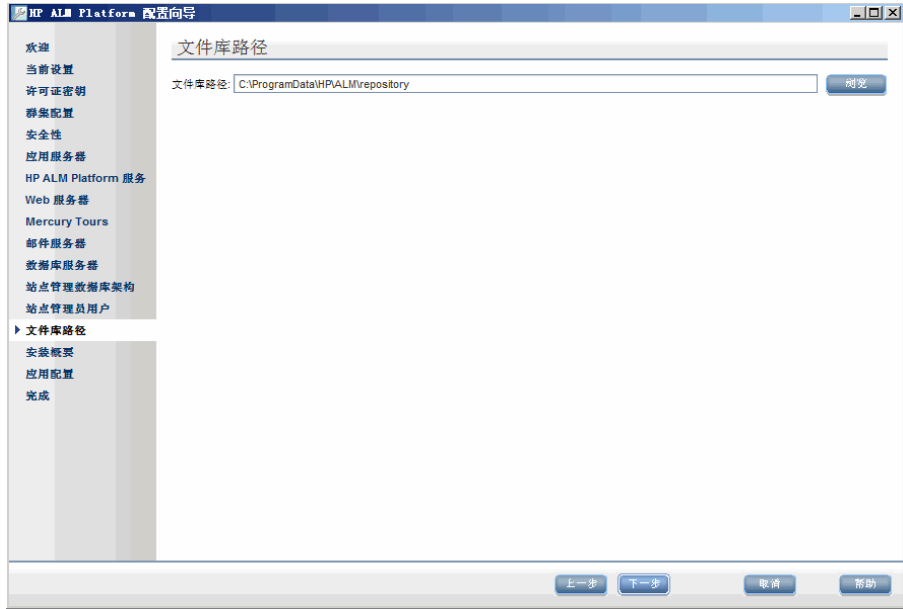 HP ALM Platform 配置向导
欢迎
当前设置
许可证密钥
群集配置
安全性
应用服务器
HP ALM Platform 服务
Web 服务器
Mercury Tours
邮件服务器
数据库服务器
站点管理数据库架构
站点管理员用户
文件库路径
安装概要
应用配置
完成
文件库路径
文件库路径: C:\ProgramData\HP\ALM\repository
浏览
上一步
下一步
取消
帮助